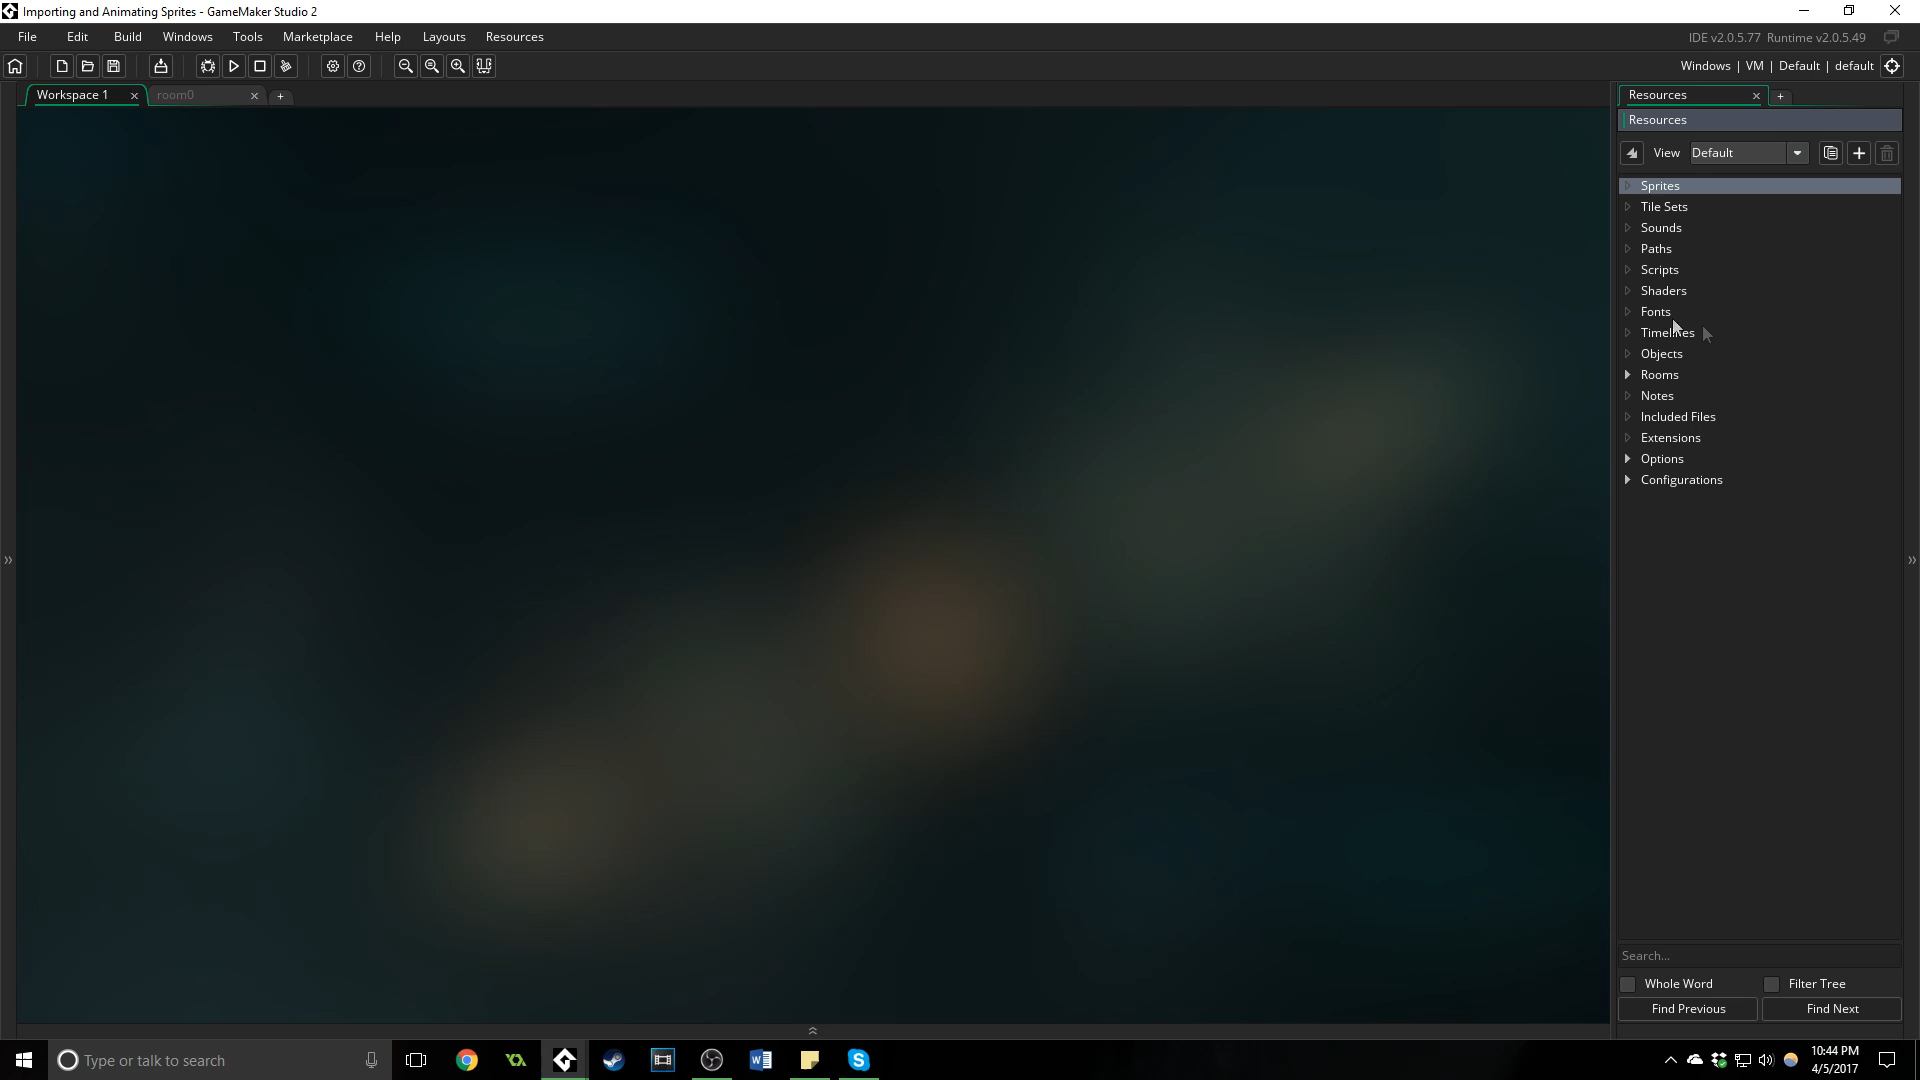 Importing and Animating Sprites - GameMaker Studio 2
File Edit Build Windows Tools Marketplace Help Layouts Resources
IDE v2.0.5.77 Runtime v2.0.5.49
Windows | VM | Default | default
Workspace 1
room0
Resources
Resources
View Default
Sprites
Tile Sets
Sounds
Paths
Scripts
Shaders
Fonts
Timelines
Objects
Rooms
Notes
Included Files
Extensions
Options
Configurations
Search...
Whole Word
Filter Tree
Find Previous
Find Next
Type or talk to search
10:44 PM
4/5/2017